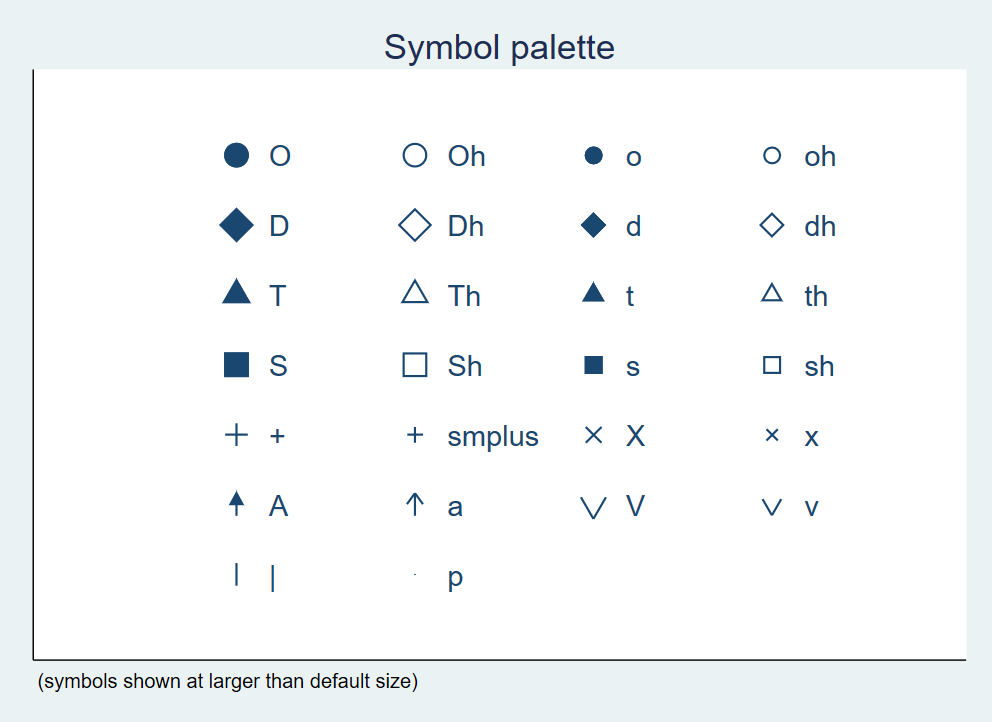 Symbol palette
O Oh o oh
D Dh d dh
T Th t th
S Sh s sh
+ smplus X x
A a V v
| p
(symbols shown at larger than default size)